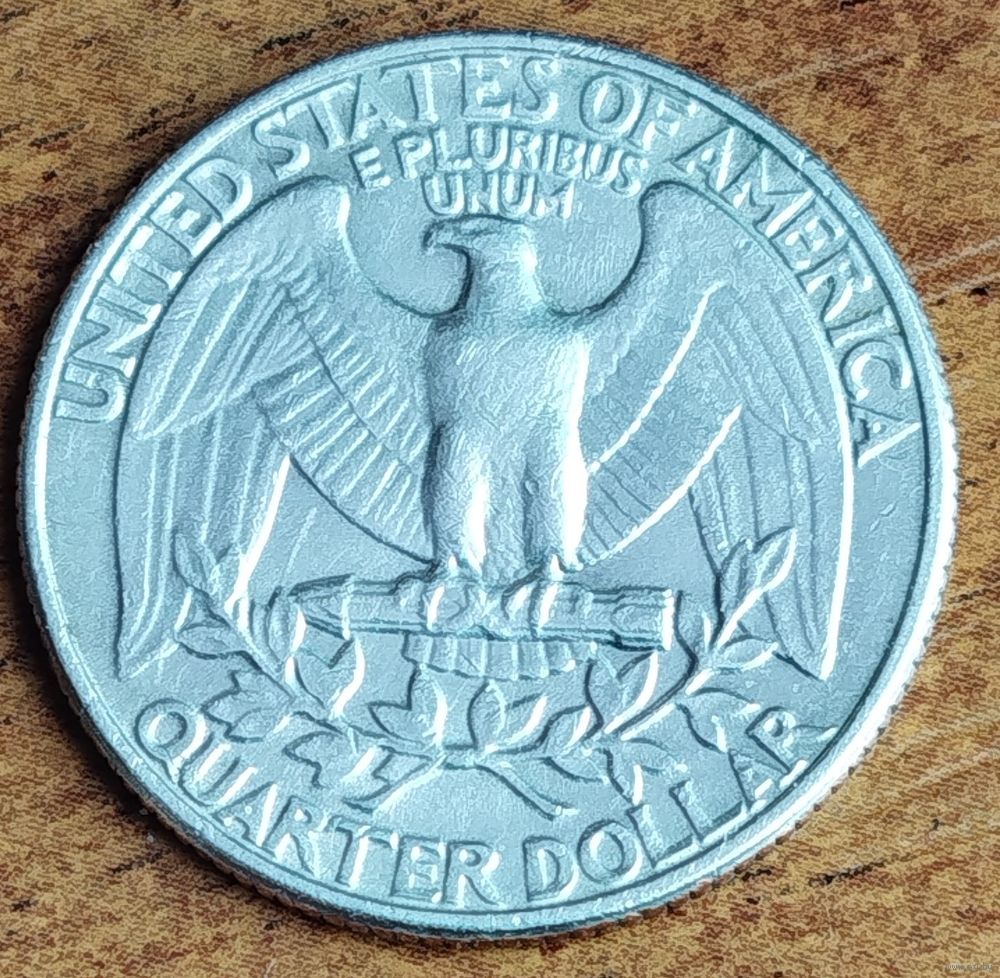 UNITED STATES OF AMERICA
E PLURIBUS
UNUM
QUARTER DOLLAR